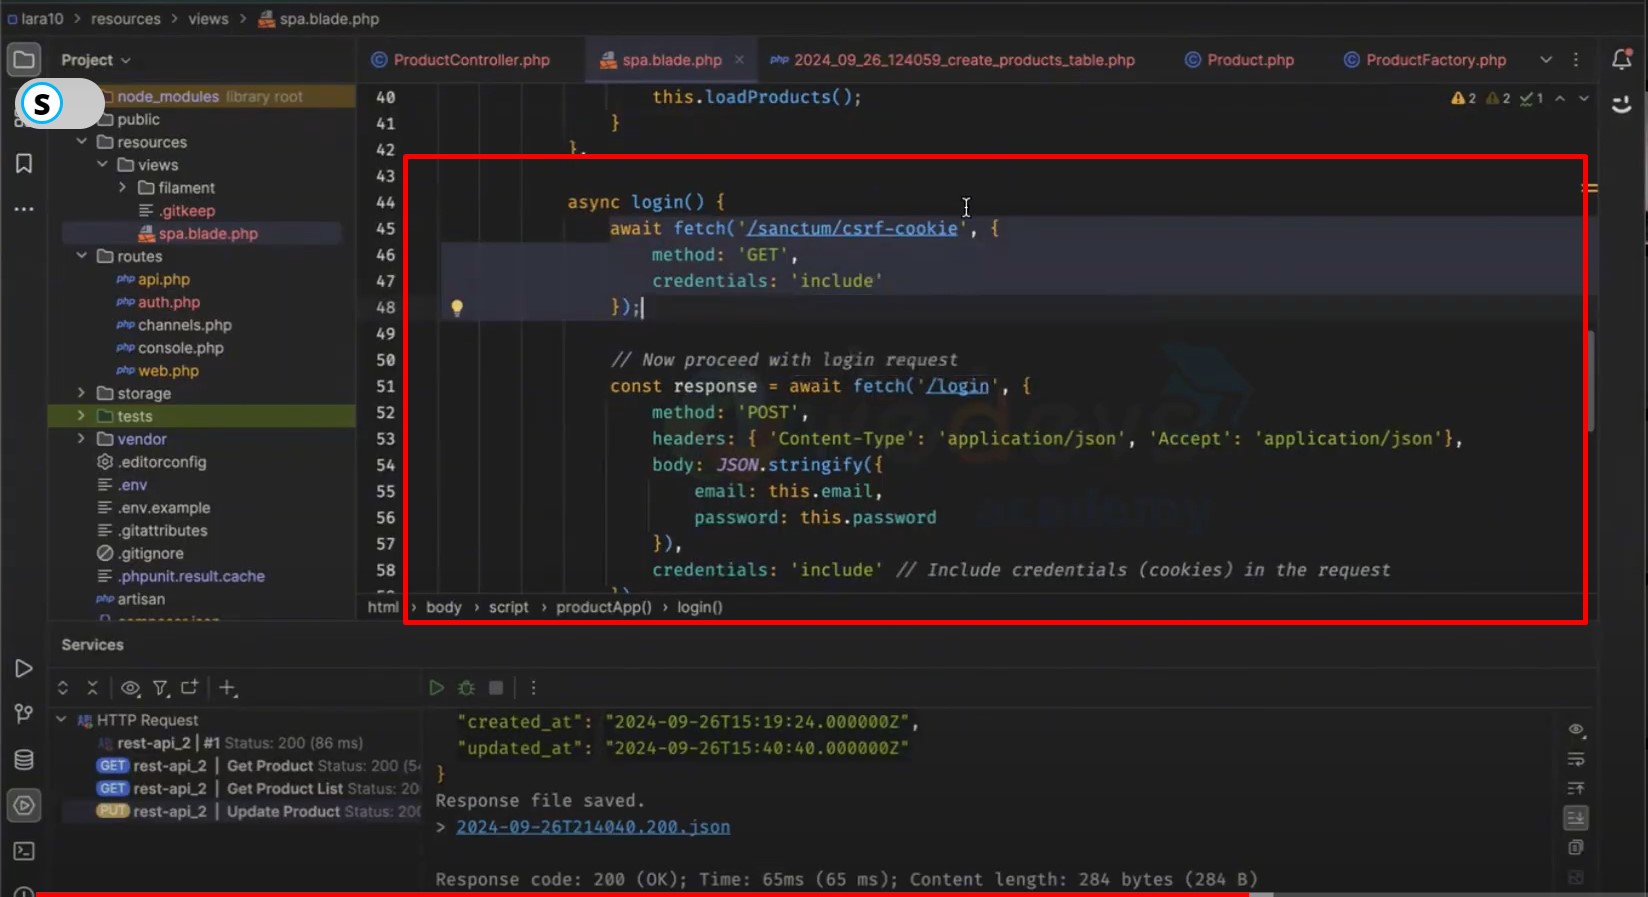 lara10 > resources > views > spa.blade.php
Project
ProductController.php
spa.blade.php
php 2024_09_26_124059_create_products_table.php
Product.php
ProductFactory.php
S
node_modules library root
public
resources
views
filament
.gitkeep
spa.blade.php
routes
php api.php
php auth.php
php channels.php
php console.php
php web.php
storage
tests
vendor
.editorconfig
.env
.env.example
.gitattributes
.gitignore
.phpunit.result.cache
php artisan
2 2 1
40 this.loadProducts();
41 }
42 },
43
44 async login() {
45 await fetch('/sanctum/csrf-cookie', {
46 method: 'GET',
47 credentials: 'include'
48 });
49
50 // Now proceed with login request
51 const response = await fetch('/login', {
52 method: 'POST',
53 headers: { 'Content-Type': 'application/json', 'Accept': 'application/json'},
54 body: JSON.stringify({
55 email: this.email,
56 password: this.password
57 }),
58 credentials: 'include' // Include credentials (cookies) in the request
academy
html > body > script > productApp() > login()
Services
HTTP Request
rest-api_2 | #1 Status: 200 (86 ms)
GET rest-api_2 | Get Product Status: 200
GET rest-api_2 | Get Product List Status: 20
PUT rest-api_2 | Update Product Status: 200
"created_at": "2024-09-26T15:19:24.000000Z",
"updated_at": "2024-09-26T15:40:40.000000Z"
}
Response file saved.
> 2024-09-26T214040.200.json
Response code: 200 (OK); Time: 65ms (65 ms); Content length: 284 bytes (284 B)